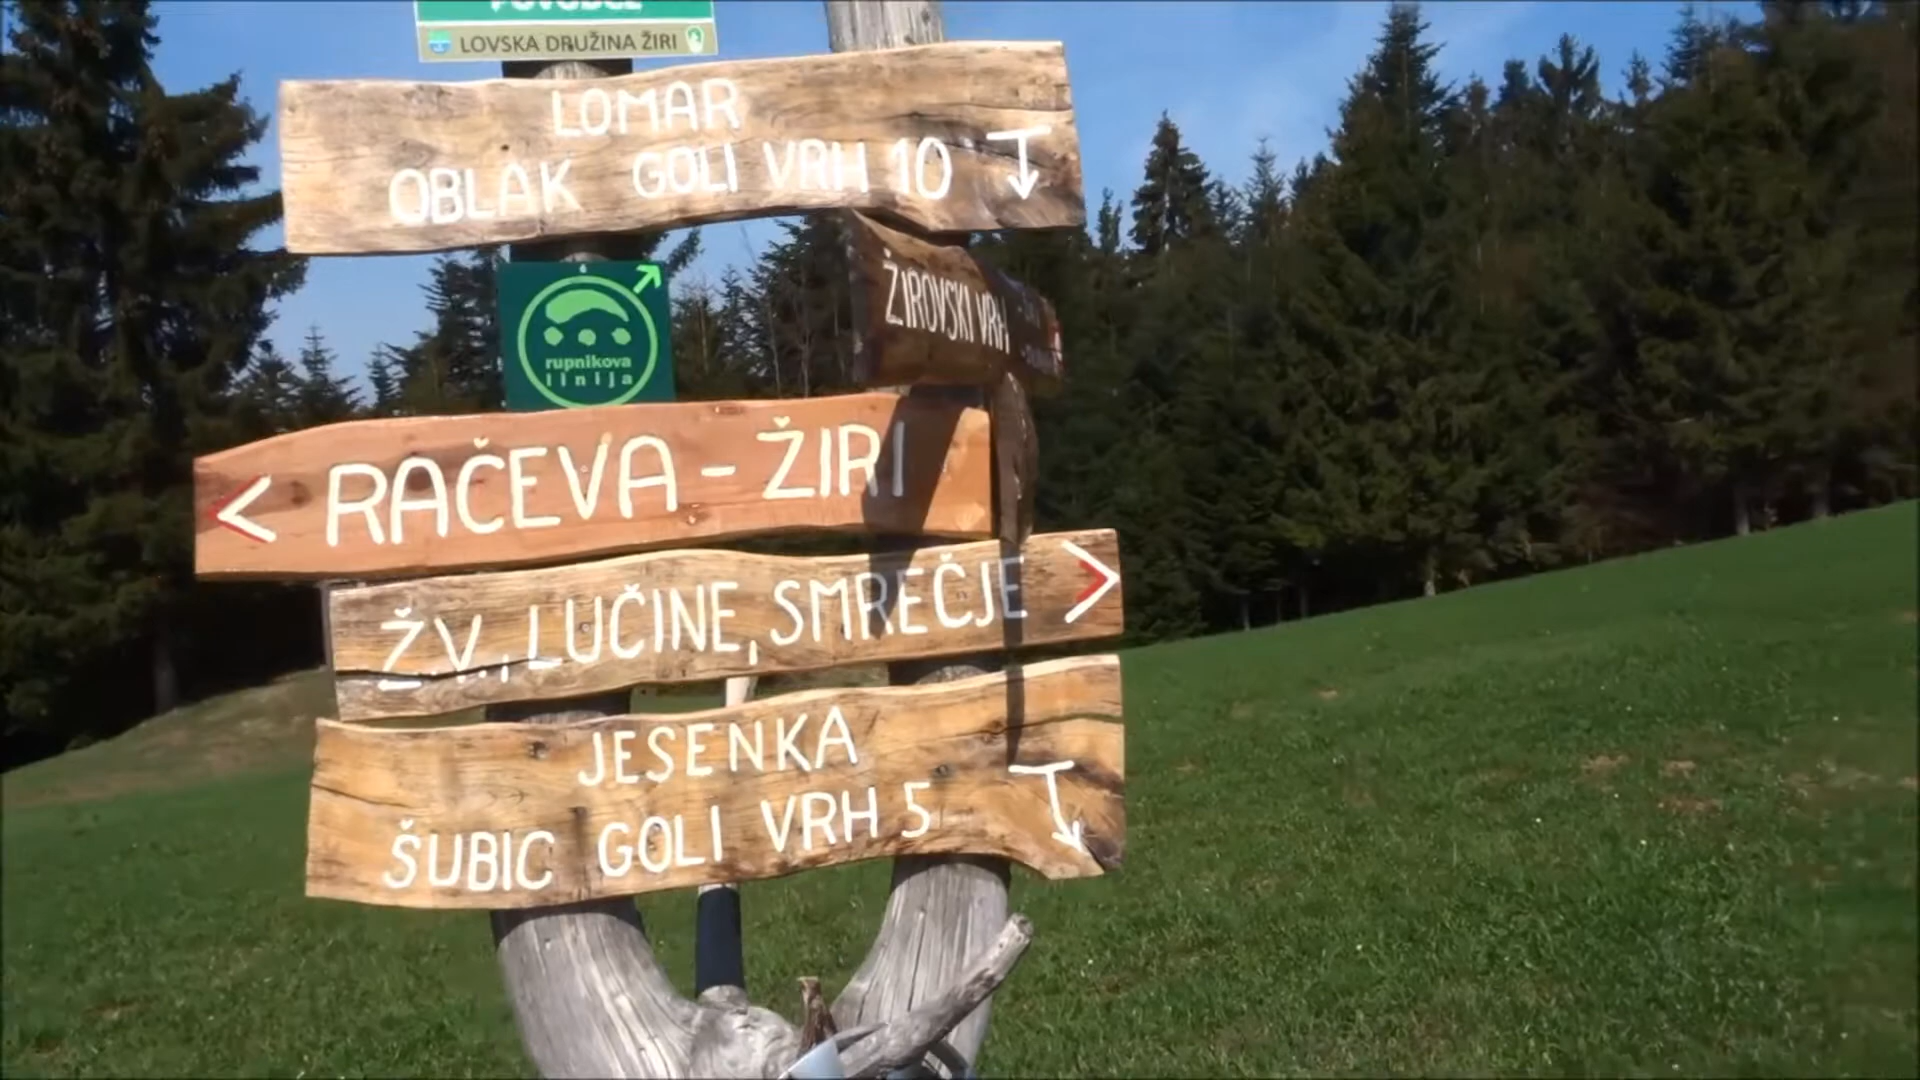 LOVSKA DRUŽINA ŽIRI
LOMAR
OBLAK GOLI VRH 10
ŽIROVSKI VRH
rupnikova
linija
< RAČEVA - ŽIRI
Ž.V., LUČINE, SMREČJE >
JESENKA
ŠUBIC GOLI VRH 5